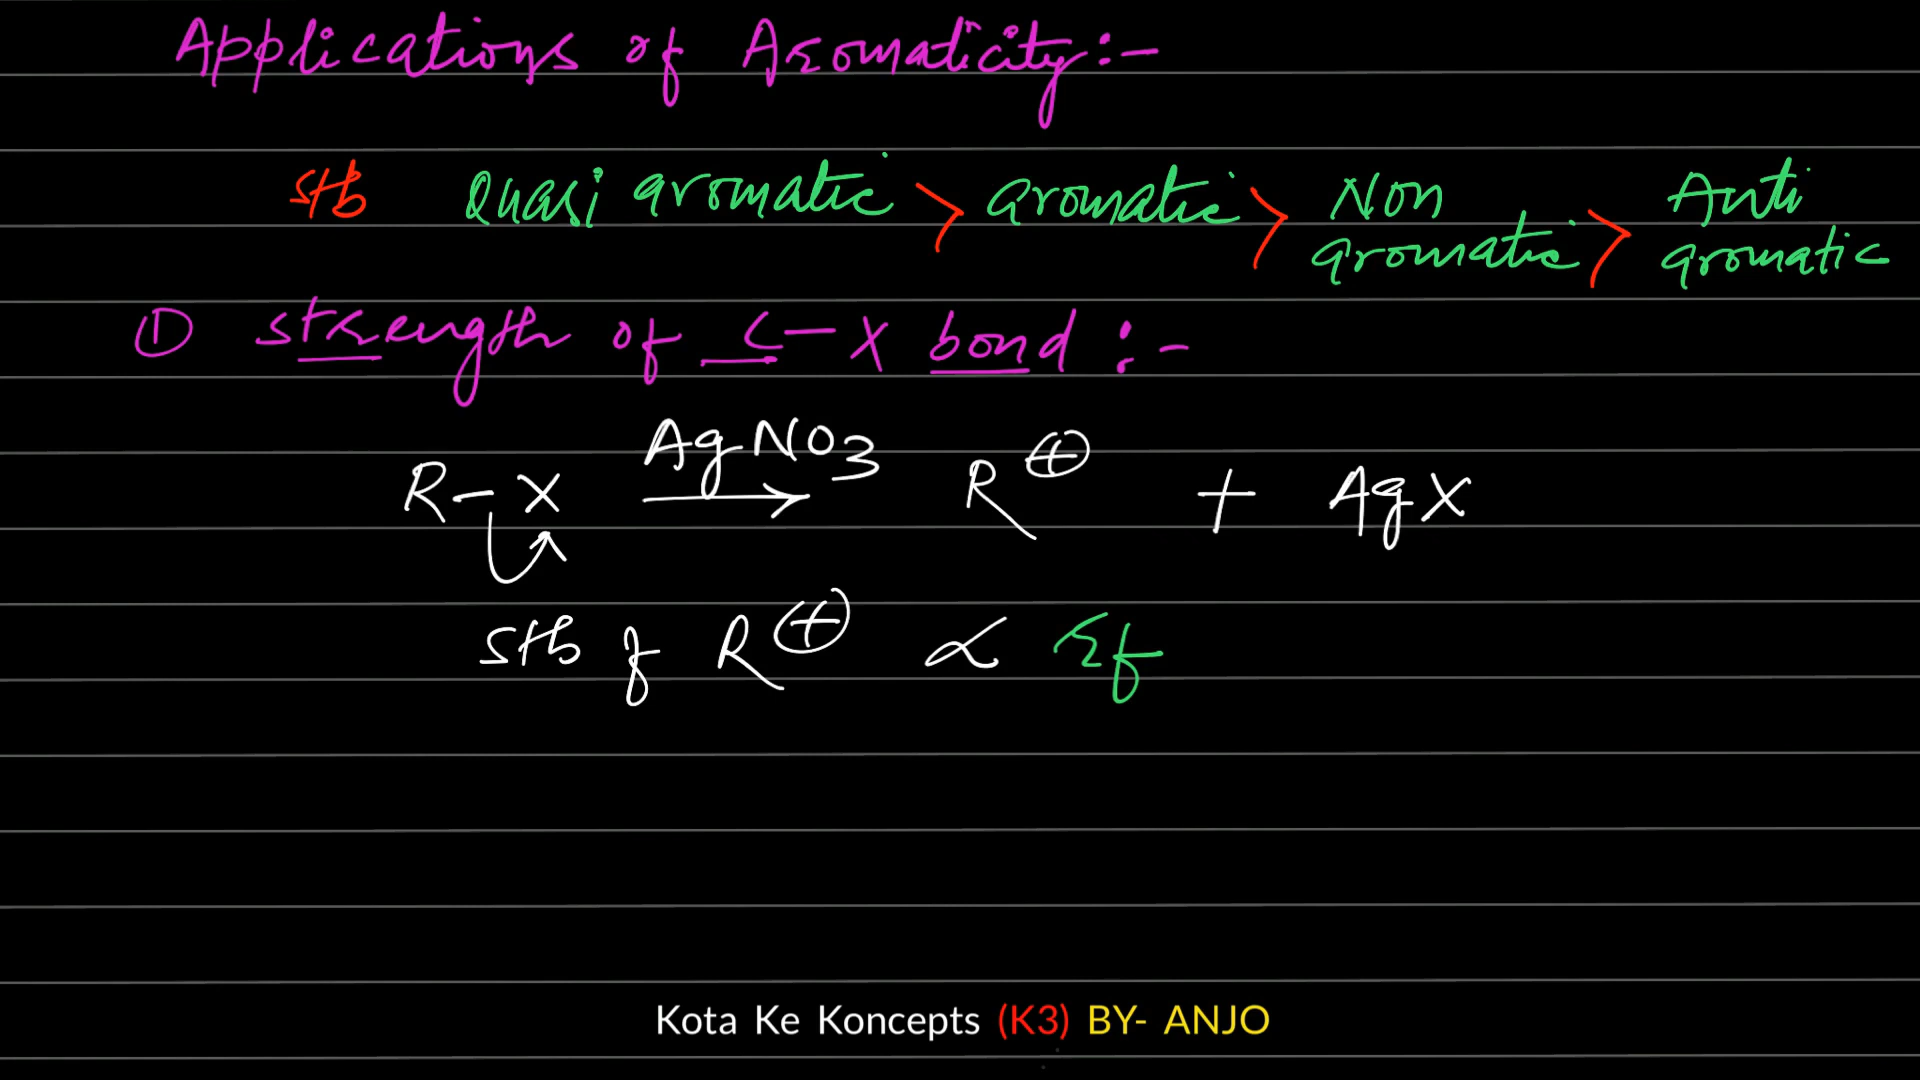 Applications of Aromaticity:-
stb Quasi aromatic > aromatic > Non aromatic > Anti aromatic
① strength of C-X bond :-
R-X AgNO3 → R⊕ + AgX
stb of R⊕ ∝ rf
Kota Ke Koncepts (K3) BY- ANJO